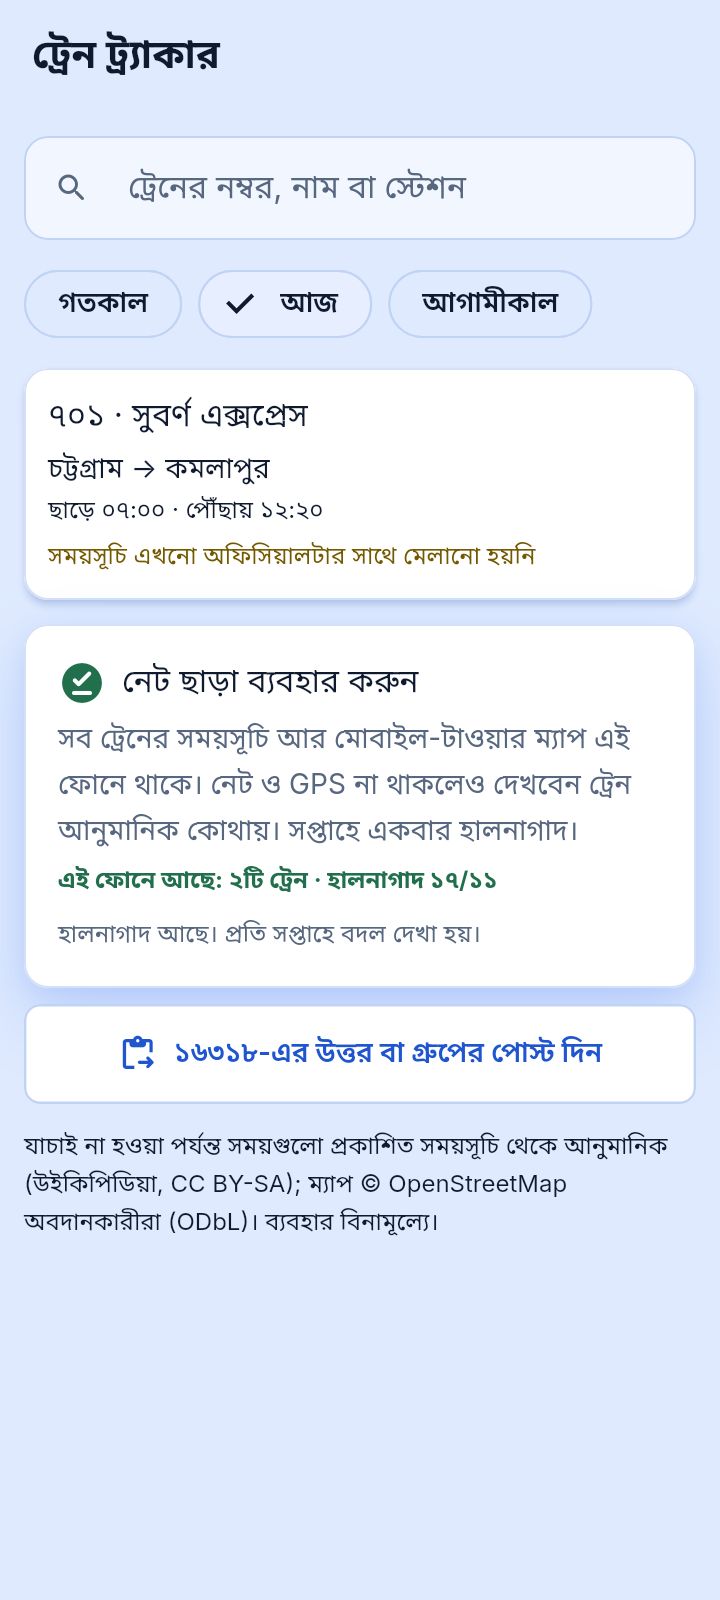 ট্রেন ট্র্যাকার
ট্রেনের নম্বর, নাম বা স্টেশন
গতকাল
আজ
আগামীকাল
৭০১ · সুবর্ণ এক্সপ্রেস
চট্টগ্রাম → কমলাপুর
ছাড়ে ০৭:০০ · পৌঁছায় ১২:২০
সময়সূচি এখনো অফিসিয়ালটার সাথে মেলানো হয়নি
নেট ছাড়া ব্যবহার করুন
সব ট্রেনের সময়সূচি আর মোবাইল-টাওয়ার ম্যাপ এই
ফোনে থাকে। নেট ও GPS না থাকলেও দেখবেন ট্রেন
আনুমানিক কোথায়। সপ্তাহে একবার হালনাগাদ।
এই ফোনে আছে: ২টি ট্রেন · হালনাগাদ ১৭/১১
হালনাগাদ আছে। প্রতি সপ্তাহে বদল দেখা হয়।
১৬৩১৮-এর উত্তর বা গ্রুপের পোস্ট দিন
যাচাই না হওয়া পর্যন্ত সময়গুলো প্রকাশিত সময়সূচি থেকে আনুমানিক
(উইকিপিডিয়া, CC BY-SA); ম্যাপ © OpenStreetMap
অবদানকারীরা (ODbL)। ব্যবহার বিনামূল্যে।